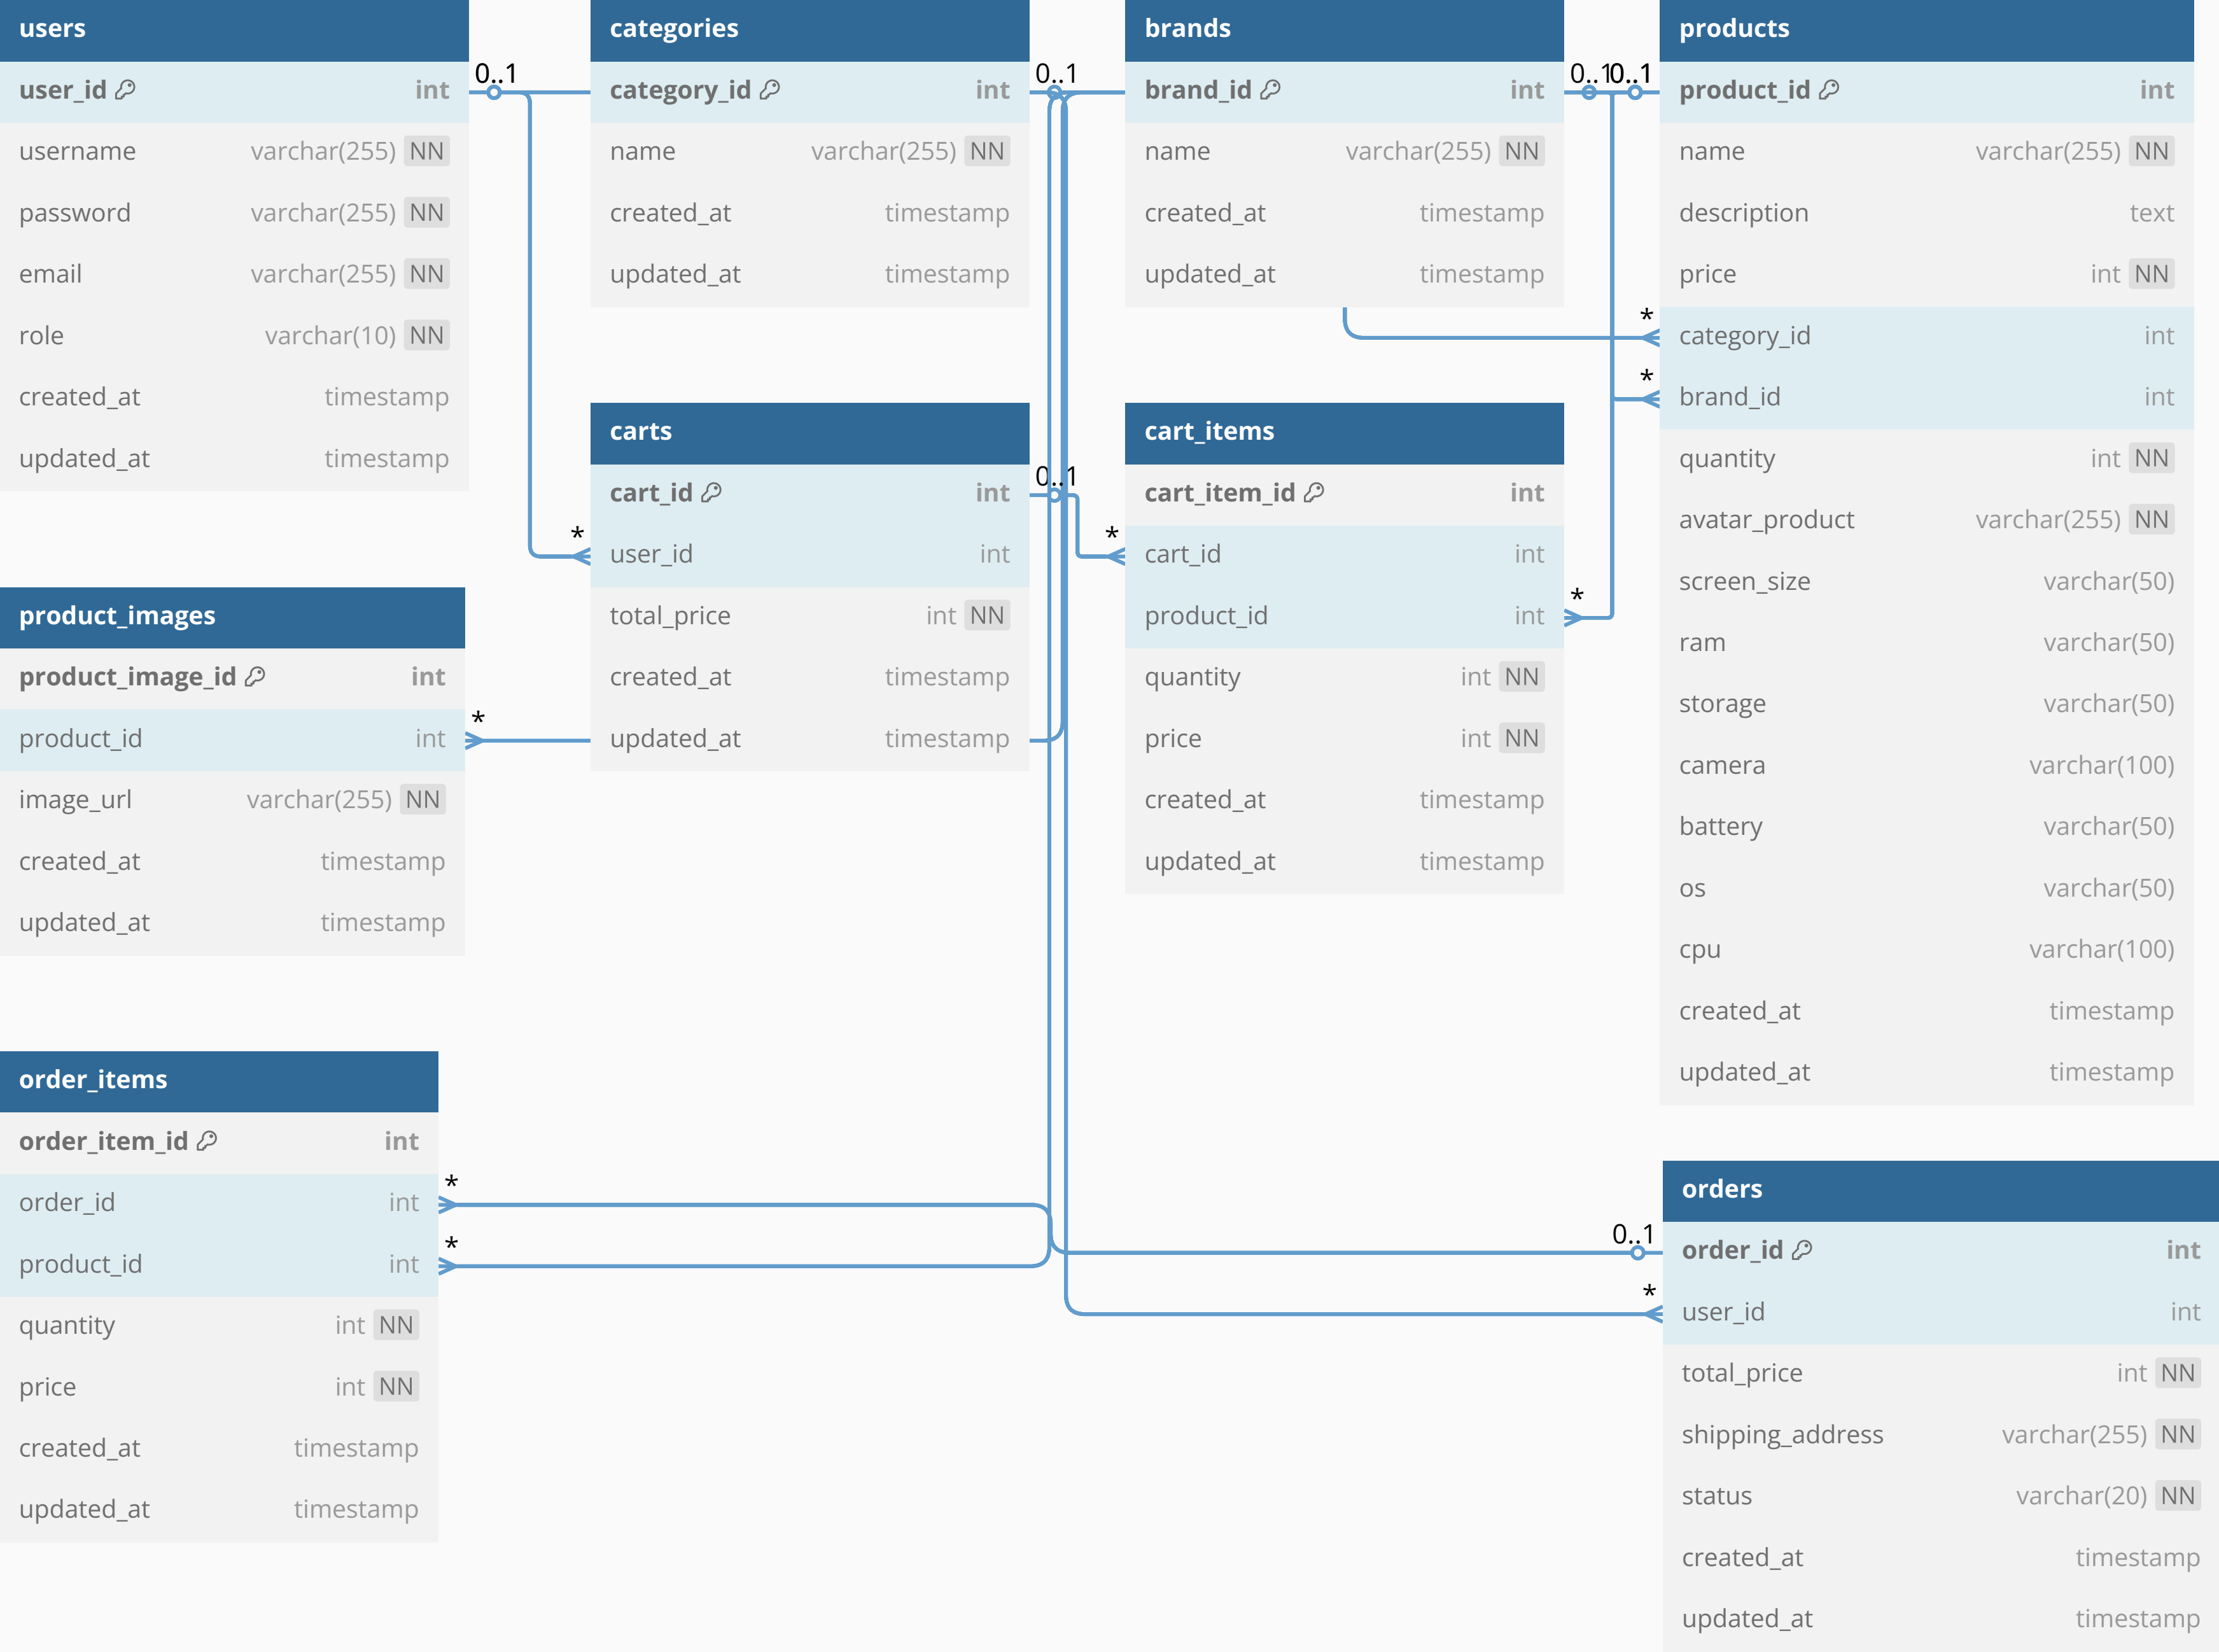 users
user_id int
username varchar(255) NN
password varchar(255) NN
email varchar(255) NN
role varchar(10) NN
created_at timestamp
updated_at timestamp
0..1
categories
category_id int
name varchar(255) NN
created_at timestamp
updated_at timestamp
0..1
brands
brand_id int
name varchar(255) NN
created_at timestamp
updated_at timestamp
0..1
0..1
products
product_id int
name varchar(255) NN
description text
price int NN
* category_id int
* brand_id int
quantity int NN
avatar_product varchar(255) NN
screen_size varchar(50)
ram varchar(50)
storage varchar(50)
camera varchar(100)
battery varchar(50)
os varchar(50)
cpu varchar(100)
created_at timestamp
updated_at timestamp
carts
cart_id int
0..1
* user_id int
total_price int NN
created_at timestamp
updated_at timestamp
cart_items
cart_item_id int
* cart_id int
product_id int *
quantity int NN
price int NN
created_at timestamp
updated_at timestamp
product_images
product_image_id int
product_id int *
image_url varchar(255) NN
created_at timestamp
updated_at timestamp
order_items
order_item_id int
order_id int *
product_id int *
quantity int NN
price int NN
created_at timestamp
updated_at timestamp
orders
0..1 order_id int
* user_id int
total_price int NN
shipping_address varchar(255) NN
status varchar(20) NN
created_at timestamp
updated_at timestamp